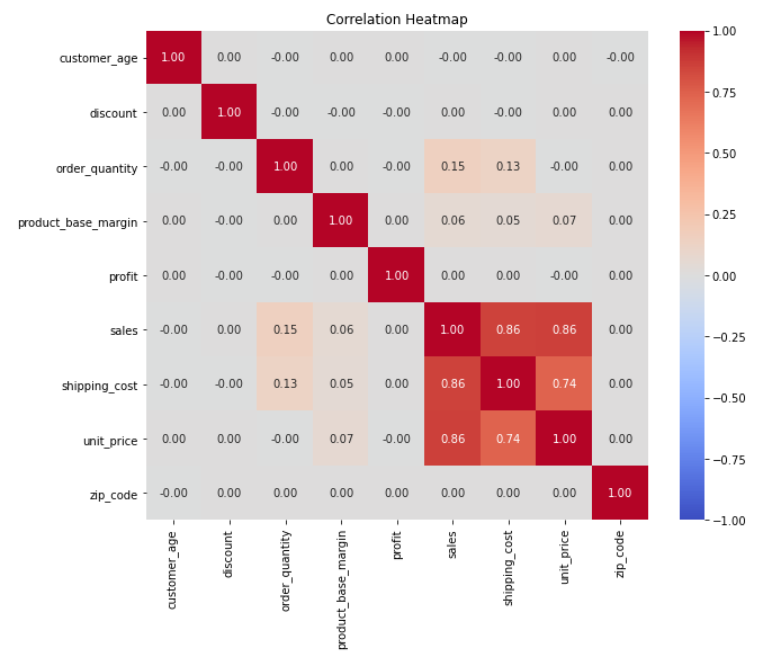 Correlation Heatmap
customer_age 1.00 0.00 -0.00 0.00 0.00 -0.00 -0.00 0.00 -0.00
discount 0.00 1.00 -0.00 -0.00 -0.00 0.00 -0.00 0.00 0.00
order_quantity -0.00 -0.00 1.00 0.00 -0.00 0.15 0.13 -0.00 0.00
product_base_margin 0.00 -0.00 0.00 1.00 0.00 0.06 0.05 0.07 0.00
profit 0.00 -0.00 -0.00 0.00 1.00 0.00 0.00 -0.00 0.00
sales -0.00 0.00 0.15 0.06 0.00 1.00 0.86 0.86 0.00
shipping_cost -0.00 -0.00 0.13 0.05 0.00 0.86 1.00 0.74 0.00
unit_price 0.00 0.00 -0.00 0.07 -0.00 0.86 0.74 1.00 0.00
zip_code -0.00 0.00 0.00 0.00 0.00 0.00 0.00 0.00 1.00
customer_age
discount
order_quantity
product_base_margin
profit
sales
shipping_cost
unit_price
zip_code
1.00
0.75
0.50
0.25
0.00
−0.25
−0.50
−0.75
−1.00